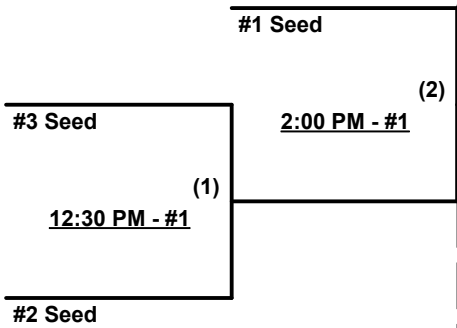 #1 Seed
(2)
#3 Seed
2:00 PM - #1
(1)
12:30 PM - #1
#2 Seed